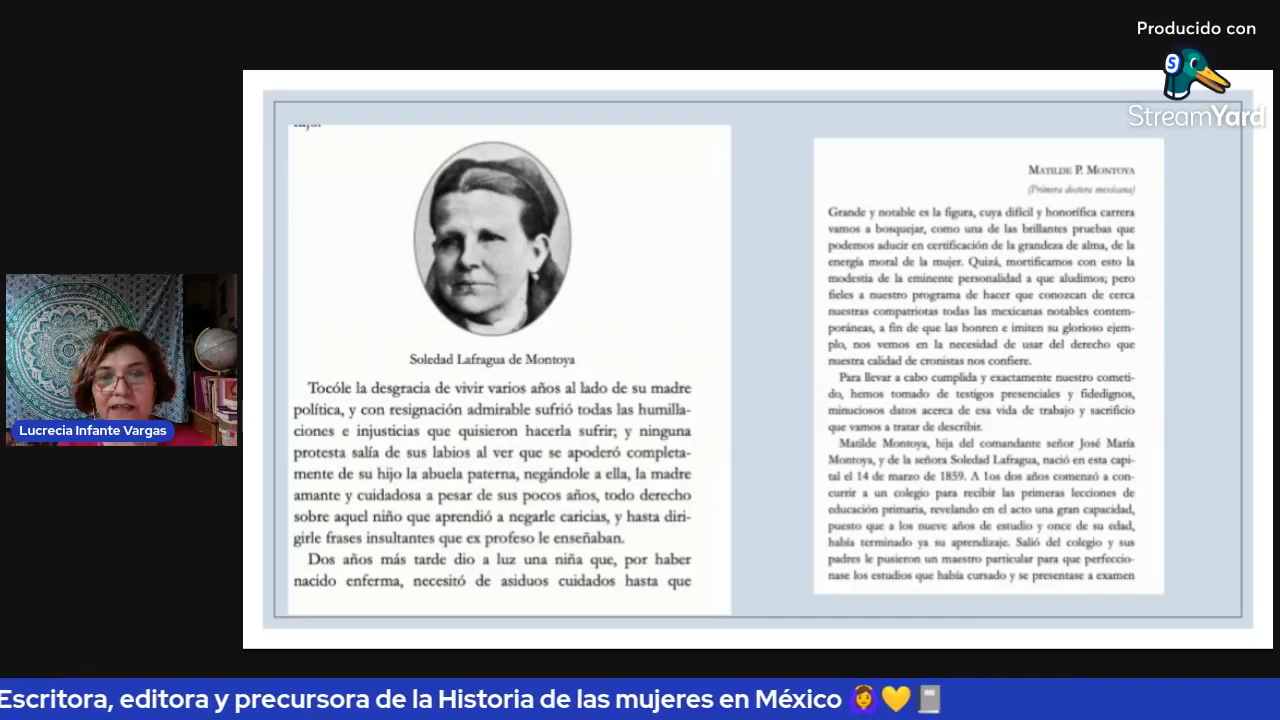 Producido con
StreamYard
Soledad Lafragua de Montoya
Tocóle la desgracia de vivir varios años al lado de su madre
política, y con resignación admirable sufrió todas las humilla-
ciones e injusticias que quisieron hacerla sufrir; y ninguna
protesta salía de sus labios al ver que se apoderó completa-
mente de su hijo la abuela paterna, negándole a ella, la madre
amante y cuidadosa a pesar de sus pocos años, todo derecho
sobre aquel niño que aprendió a negarle caricias, y hasta diri-
girle frases insultantes que ex profeso le enseñaban.
Dos años más tarde dio a luz una niña que, por haber
nacido enferma, necesitó de asiduos cuidados hasta que
MATILDE P. MONTOYA
(Primera doctora mexicana)
Grande y notable es la figura, cuya difícil y honorífica carrera
vamos a bosquejar, como una de las brillantes pruebas que
podemos aducir en certificación de la grandeza de alma, de la
energía moral de la mujer. Quizá, mortificamos con esto la
modestia de la eminente personalidad a que aludimos; pero
fieles a nuestro programa de hacer que conozcan de cerca
nuestras compatriotas todas las mexicanas notables contem-
poráneas, a fin de que las honren e imiten su glorioso ejem-
plo, nos vemos en la necesidad de usar del derecho que
nuestra calidad de cronistas nos confiere.
Para llevar a cabo cumplida y exactamente nuestro cometi-
do, hemos tomado de testigos presenciales y fidedignos,
minuciosos datos acerca de esa vida de trabajo y sacrificio
que vamos a tratar de describir.
Matilde Montoya, hija del comandante señor José María
Montoya, y de la señora Soledad Lafragua, nació en esta capi-
tal el 14 de marzo de 1859. A los dos años comenzó a con-
currir a un colegio para recibir las primeras lecciones de
educación primaria, revelando en el acto una gran capacidad,
puesto que a los nueve años de estudio y once de su edad,
había terminado ya su aprendizaje. Salió del colegio y sus
padres le pusieron un maestro particular para que perfeccio-
nase los estudios que había cursado y se presentase a examen
Lucrecia Infante Vargas
Escritora, editora y precursora de la Historia de las mujeres en México 🙆‍♀️💛📓